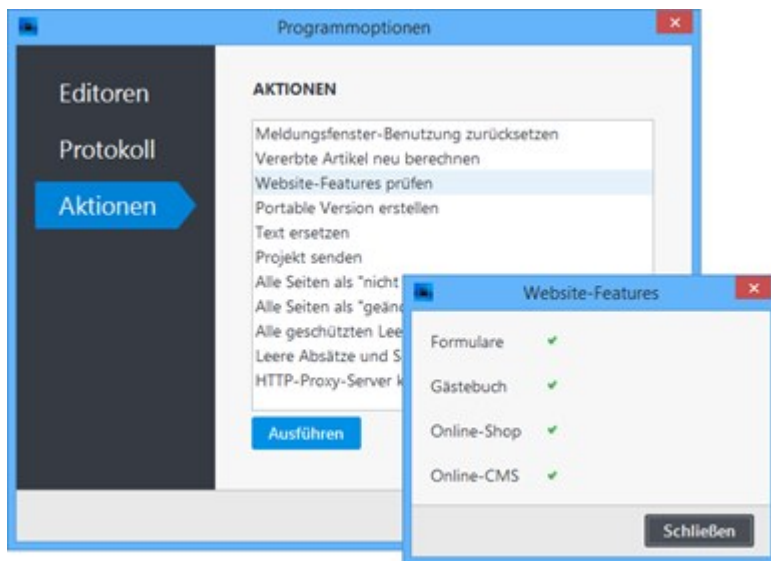 Programmoptionen
Editoren
Protokoll
Aktionen
AKTIONEN
Meldungsfenster-Benutzung zurücksetzen
Vererbte Artikel neu berechnen
Website-Features prüfen
Portable Version erstellen
Text ersetzen
Projekt senden
Alle Seiten als "nicht
Alle Seiten als "geänd
Alle geschützten Lee
Leere Absätze und S
HTTP-Proxy-Server k
Ausführen
Website-Features
Formulare
Gästebuch
Online-Shop
Online-CMS
Schließen